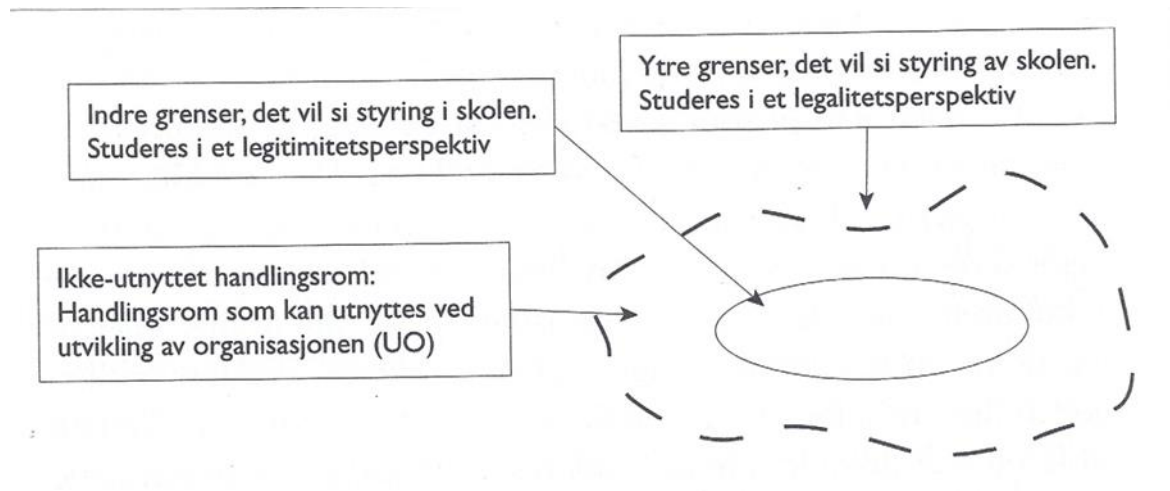 Ytre grenser, det vil si styring av skolen.
Studeres i et legalitetsperspektiv
Indre grenser, det vil si styring i skolen.
Studeres i et legitimitetsperspektiv
Ikke-utnyttet handlingsrom:
Handlingsrom som kan utnyttes ved
utvikling av organisasjonen (UO)